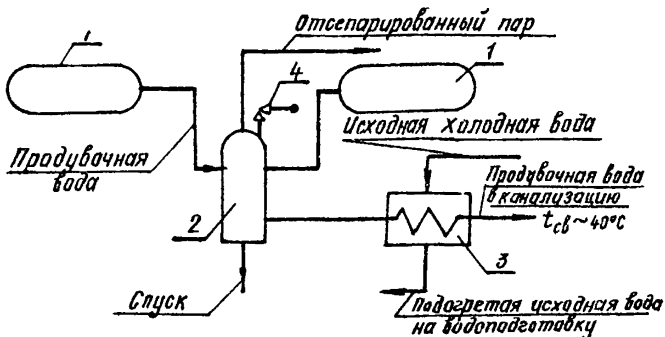 Отсепарированный пар
1
4
1
Исходная холодная вода
Продувочная
вода
Продувочная вода
в канализацию
tсв~40°С
2
3
Спуск
Подогретая исходная вода
на водоподготовку